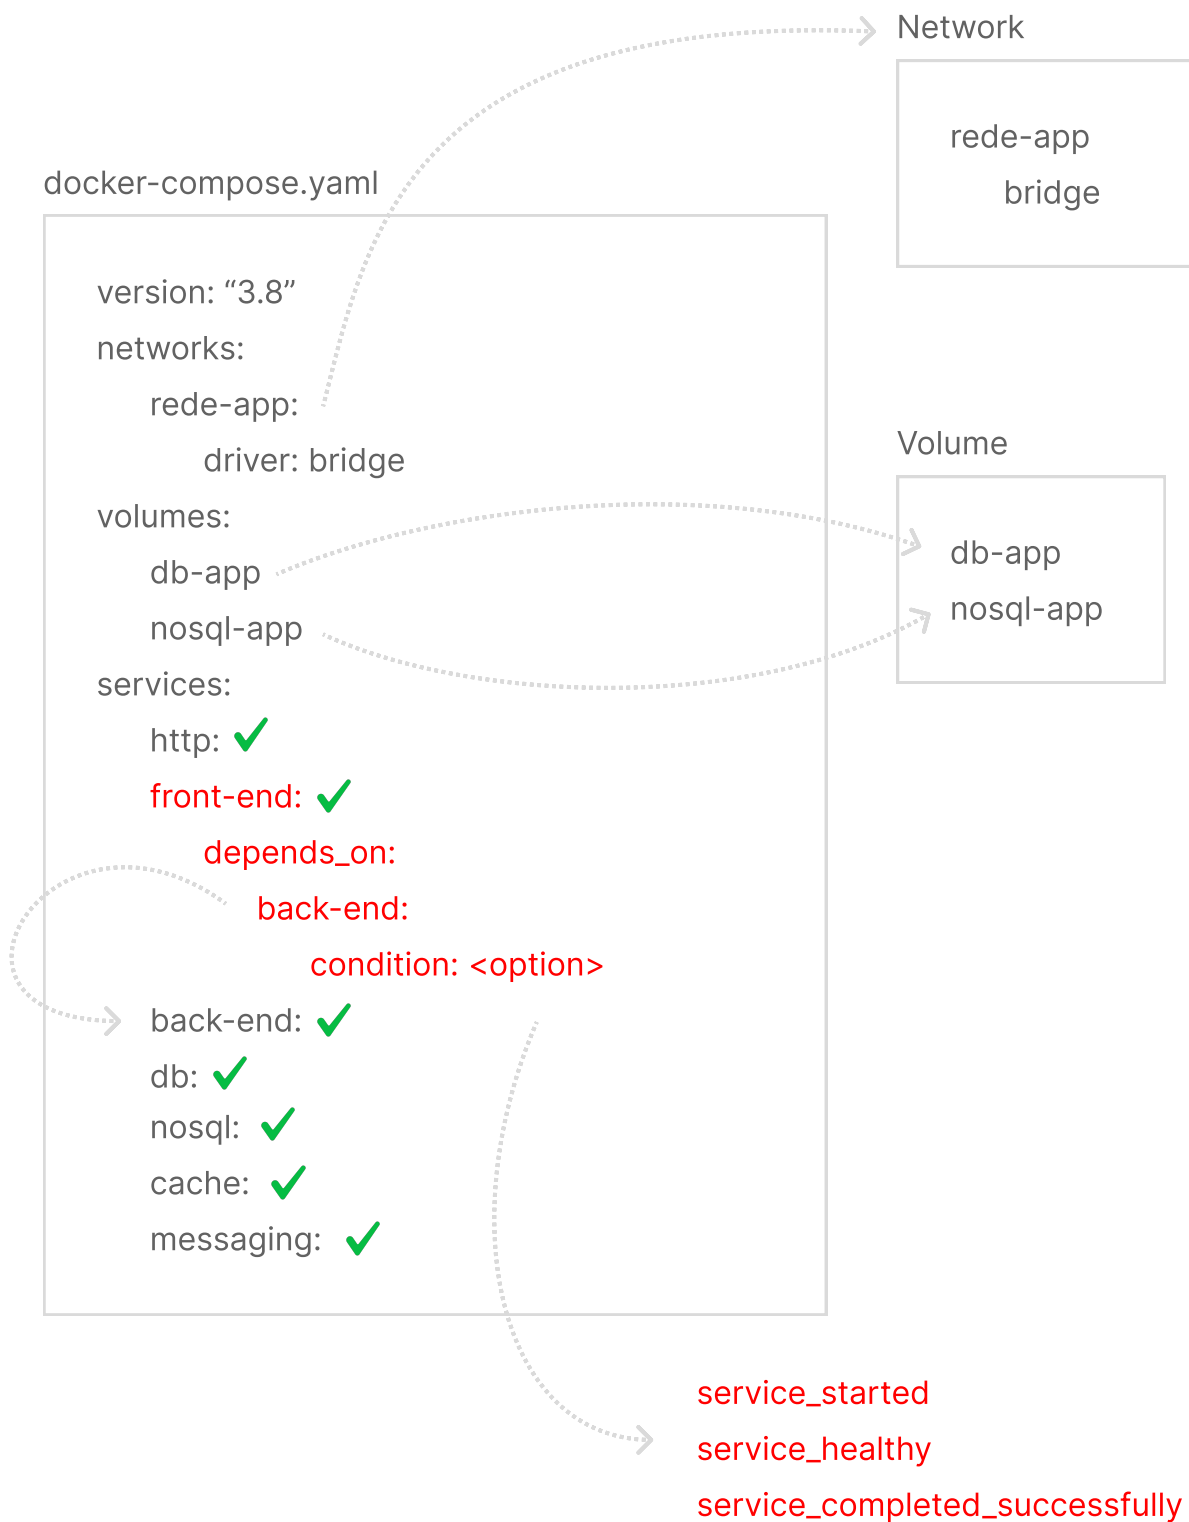 Network
rede-app
bridge
docker-compose.yaml
version: “3.8”
networks:
rede-app:
driver: bridge
volumes:
db-app
nosql-app
services:
http:
front-end:
depends_on:
back-end:
condition: <option>
back-end:
db:
nosql:
cache:
messaging:
Volume
db-app
nosql-app
service_started
service_healthy
service_completed_successfully